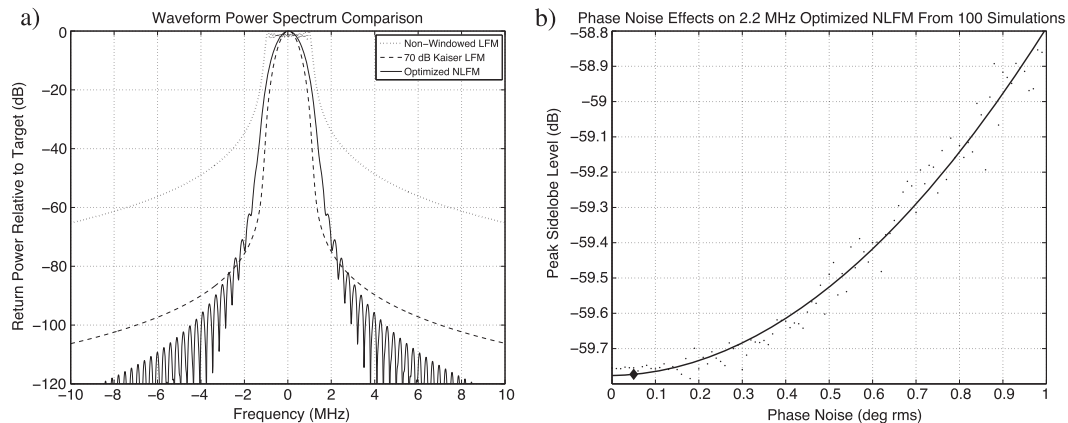 a)
Waveform Power Spectrum Comparison
Return Power Relative to Target (dB)
0
−20
−40
−60
−80
−100
−120
Non-Windowed LFM
70 dB Kaiser LFM
Optimized NLFM
−10 −8 −6 −4 −2 0 2 4 6 8 10
Frequency (MHz)
b)
Phase Noise Effects on 2.2 MHz Optimized NLFM From 100 Simulations
Peak Sidelobe Level (dB)
−58.8
−58.9
−59
−59.1
−59.2
−59.3
−59.4
−59.5
−59.6
−59.7
0 0.1 0.2 0.3 0.4 0.5 0.6 0.7 0.8 0.9 1
Phase Noise (deg rms)